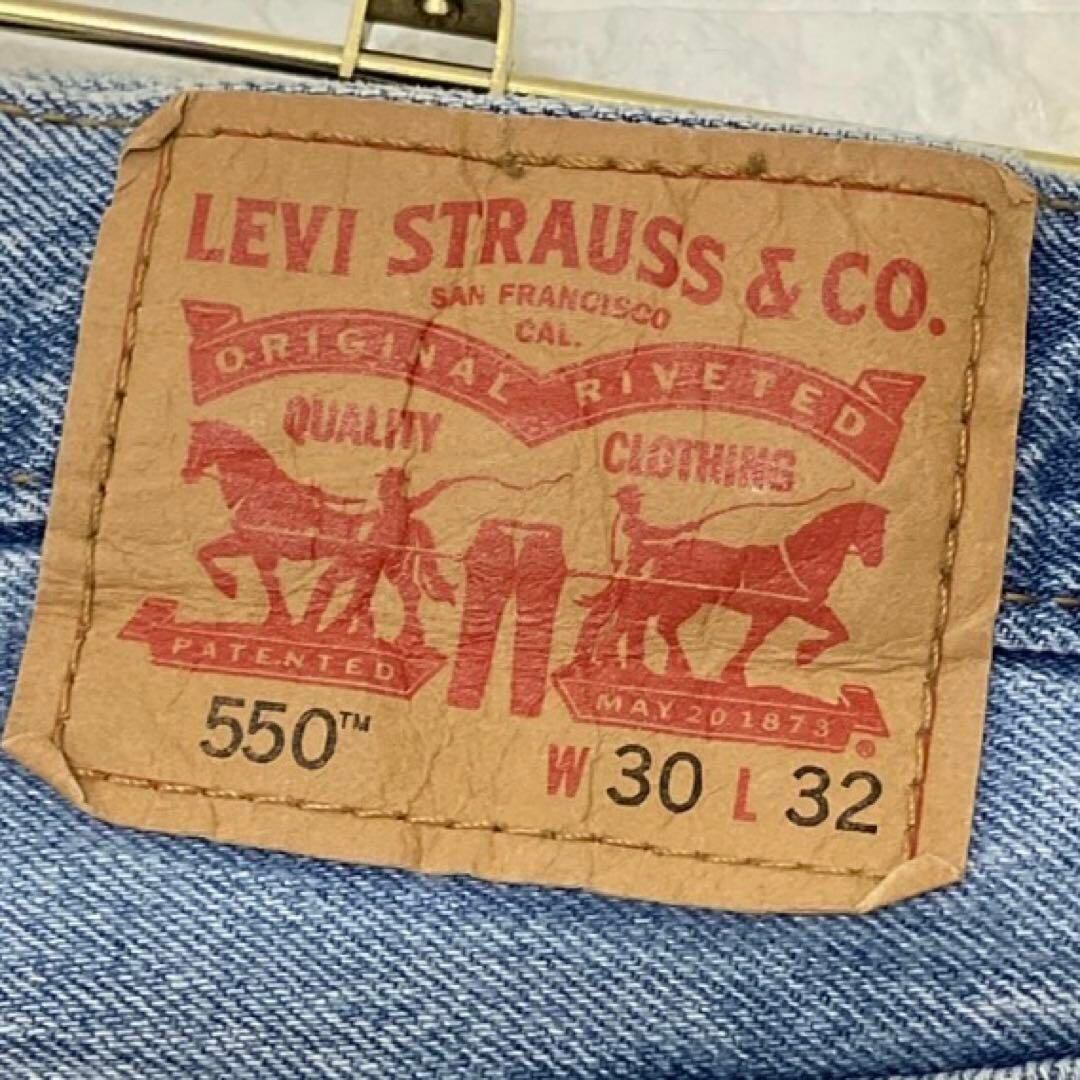 LEVI STRAUSS & CO.
SAN FRANCISCO
CAL.
ORIGINAL RIVETED
QUALITY CLOTHING
PATENTED MAY 20 1873 ®
550™ W 30 L 32